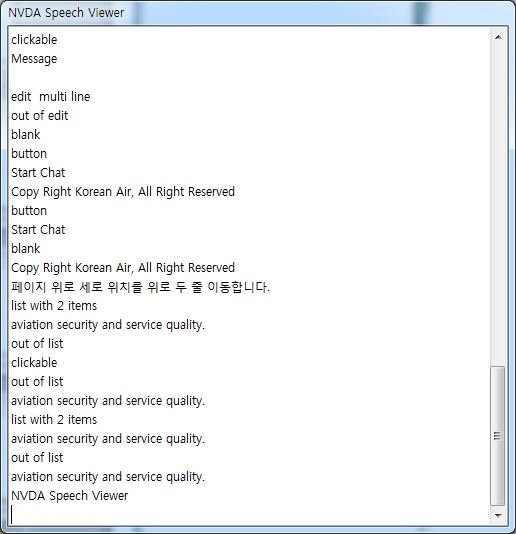 NVDA Speech Viewer
clickable
Message
edit  multi line
out of edit
blank
button
Start Chat
Copy Right Korean Air, All Right Reserved
button
Start Chat
blank
Copy Right Korean Air, All Right Reserved
페이지 위로 세로 위치를 위로 두 줄 이동합니다.
list with 2 items
aviation security and service quality.
out of list
clickable
out of list
aviation security and service quality.
list with 2 items
aviation security and service quality.
out of list
aviation security and service quality.
NVDA Speech Viewer